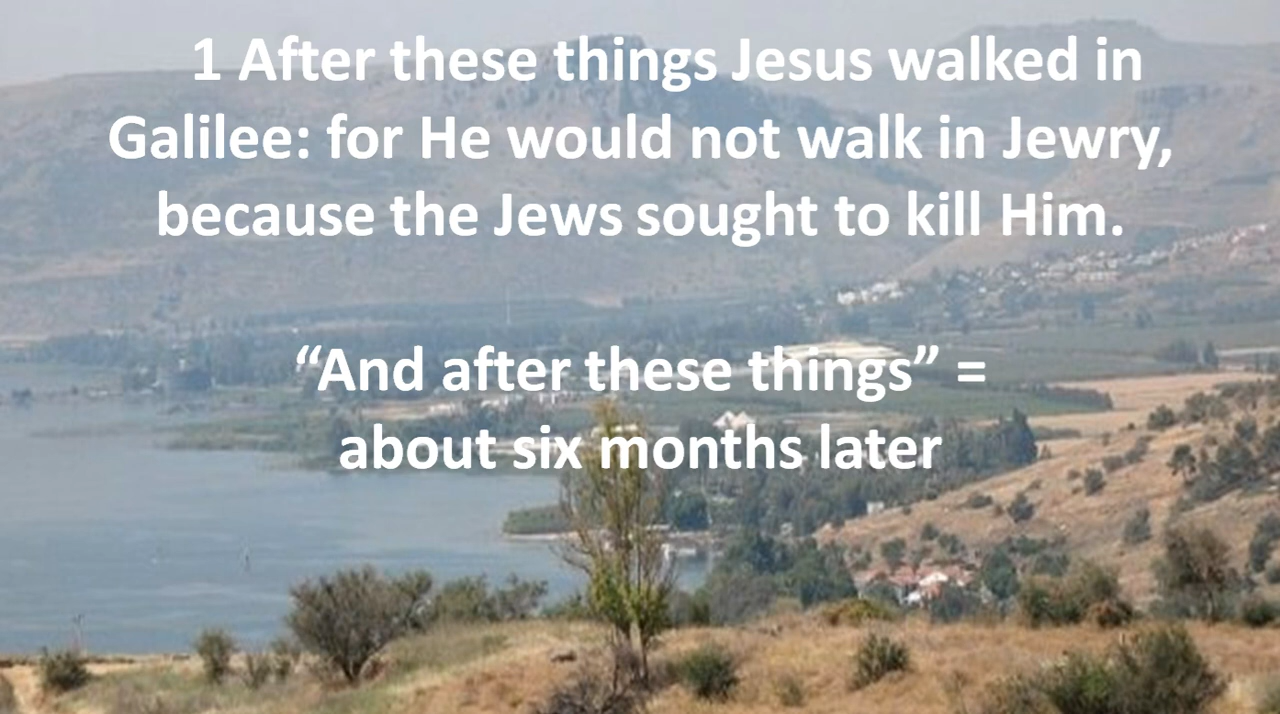 1 After these things Jesus walked in
Galilee: for He would not walk in Jewry,
because the Jews sought to kill Him.
“And after these things” =
about six months later